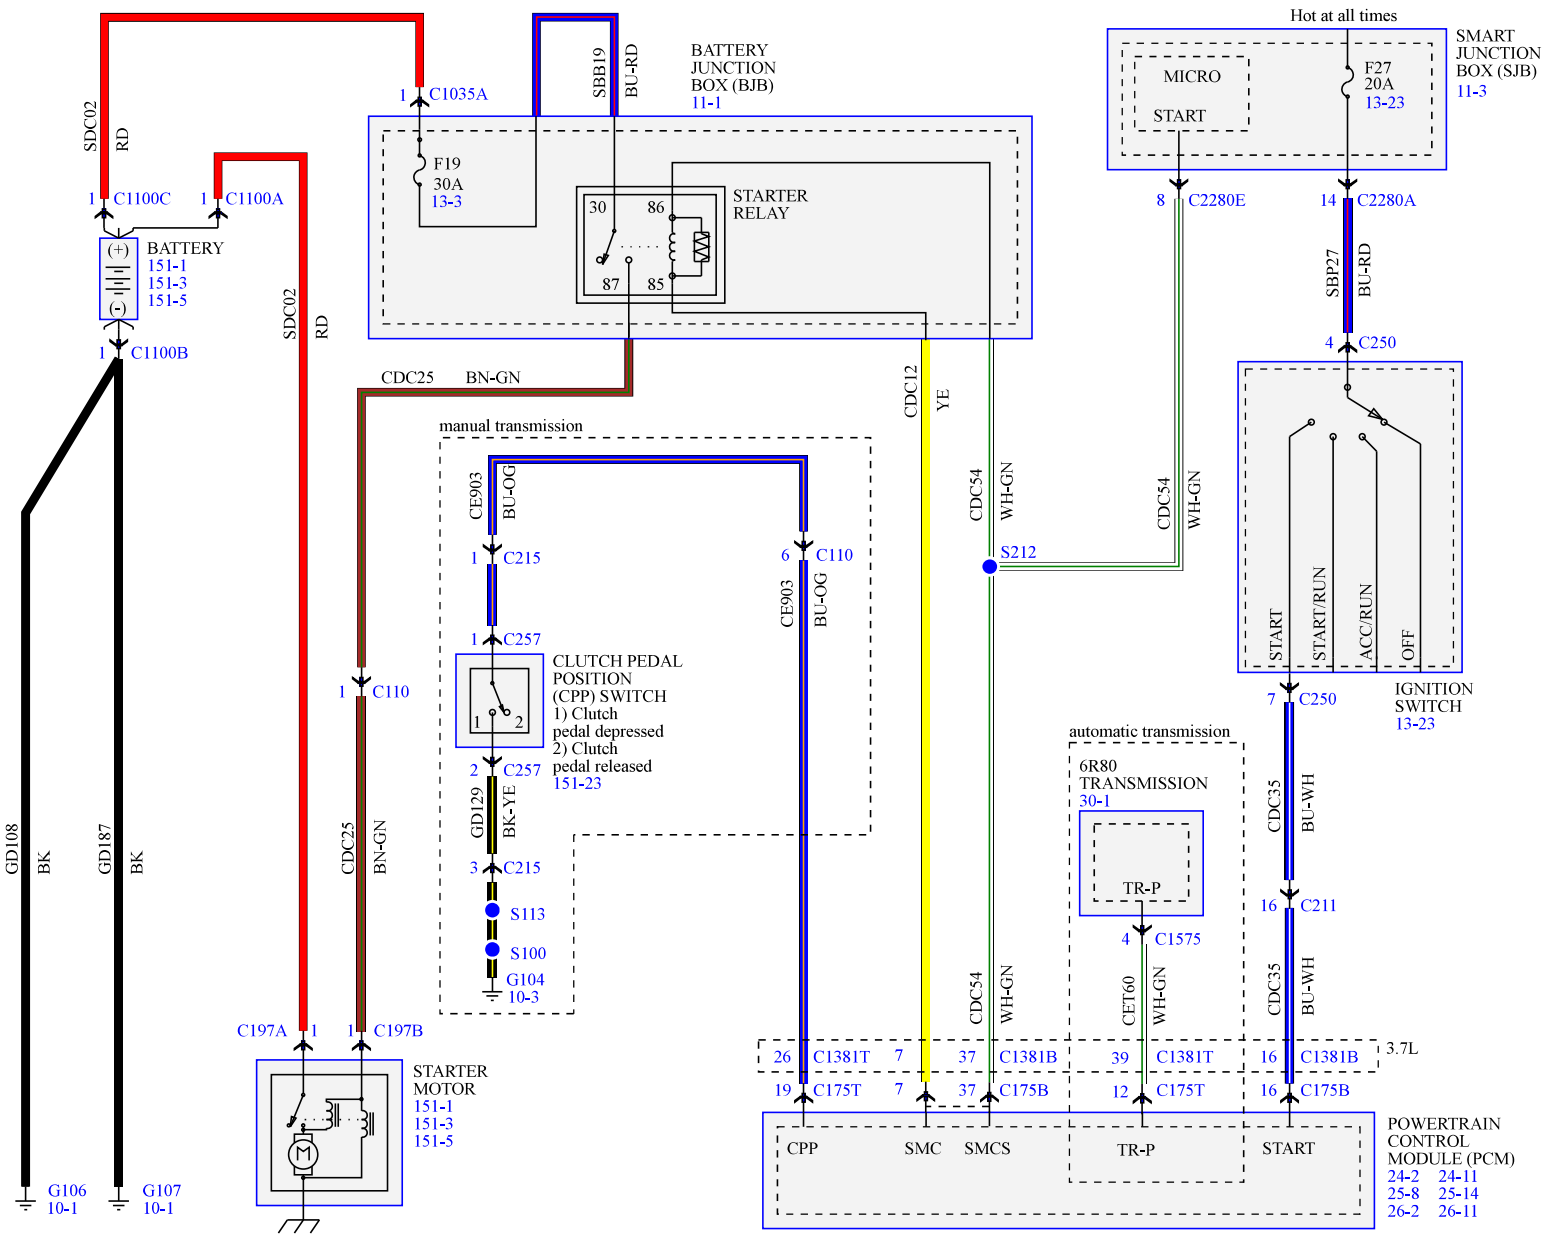 Hot at all times
SMART
JUNCTION
BOX (SJB)
11-3
MICRO
START
F27
20A
13-23
8 C2280E
14 C2280A
SDC02
RD
1 C1035A
SBB19
BU-RD
BATTERY
JUNCTION
BOX (BJB)
11-1
F19
30A
13-3
30
86
87
85
STARTER
RELAY
1 C1100C
1 C1100A
(+)
(-)
BATTERY
151-1
151-3
151-5
1 C1100B
SDC02
RD
SBP27
BU-RD
4 C250
CDC25 BN-GN
CDC12
YE
manual transmission
CE903
BU-OG
1 C215
6 C110
CE903
BU-OG
CDC54
WH-GN
S212
CDC54
WH-GN
START
START/RUN
ACC/RUN
OFF
IGNITION
SWITCH
13-23
7 C250
1 C257
1
2
CLUTCH PEDAL
POSITION
(CPP) SWITCH
1) Clutch
pedal depressed
2) Clutch
pedal released
151-23
2 C257
1 C110
GD129
BK-YE
3 C215
S113
S100
G104
10-3
GD108
BK
GD187
BK
CDC25
BN-GN
automatic transmission
6R80
TRANSMISSION
30-1
TR-P
4 C1575
CET60
WH-GN
CDC35
BU-WH
16 C211
CDC35
BU-WH
CDC54
WH-GN
C197A 1
1 C197B
STARTER
MOTOR
151-1
151-3
151-5
M
G106
10-1
G107
10-1
26 C1381T
7
37 C1381B
39 C1381T
16 C1381B
3.7L
19 C175T
7
37 C175B
12 C175T
16 C175B
CPP
SMC
SMCS
TR-P
START
POWERTRAIN
CONTROL
MODULE (PCM)
24-2 24-11
25-8 25-14
26-2 26-11